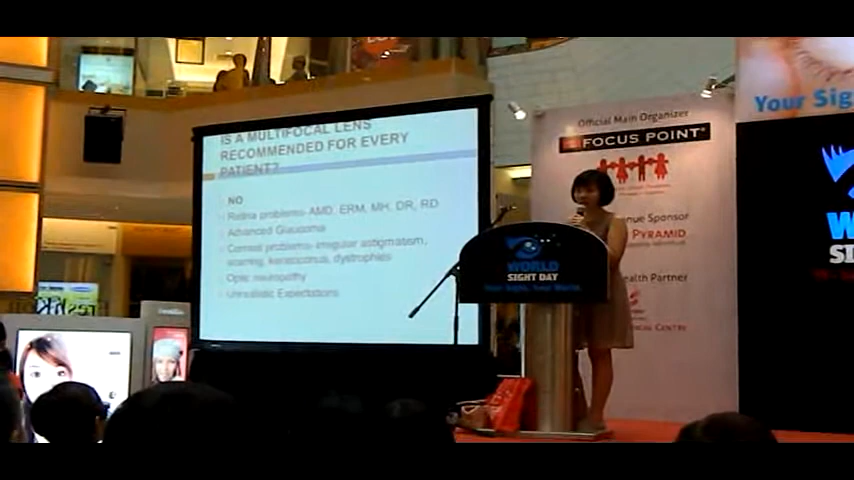 IS A MULTIFOCAL LENS
RECOMMENDED FOR EVERY
PATIENT?
NO
Retina problems- AMD, ERM, MH, DR, RD
Advanced Glaucoma
Corneal problems- irregular astigmatism,
scarring, keratoconus, dystrophies
Optic neuropathy
Unrealistic Expectations
WORLD
SIGHT DAY
Official Main Organizer
FOCUS POINT
Venue Sponsor
PYRAMID
Health Partner
Your Sigh